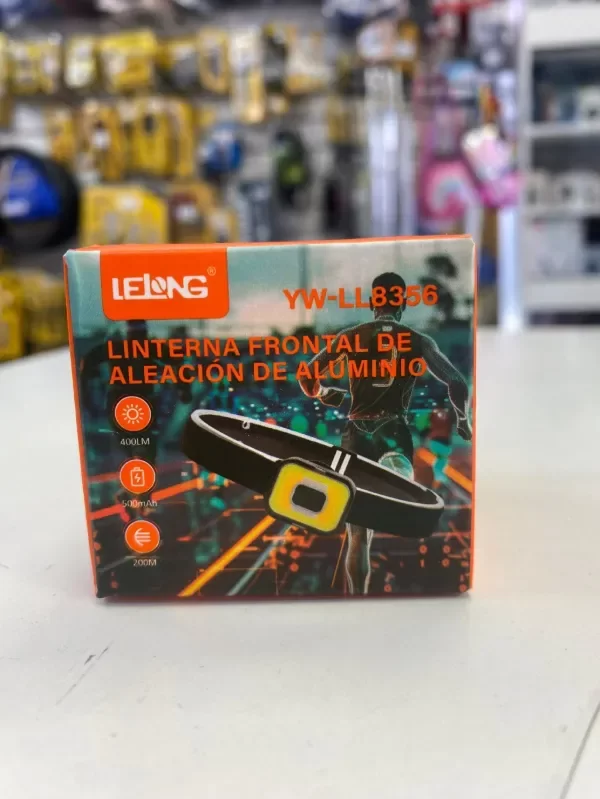 LELONG®
YW-LL8356
LINTERNA FRONTAL DE
ALEACIÓN DE ALUMINIO
400LM
500mAh
200M